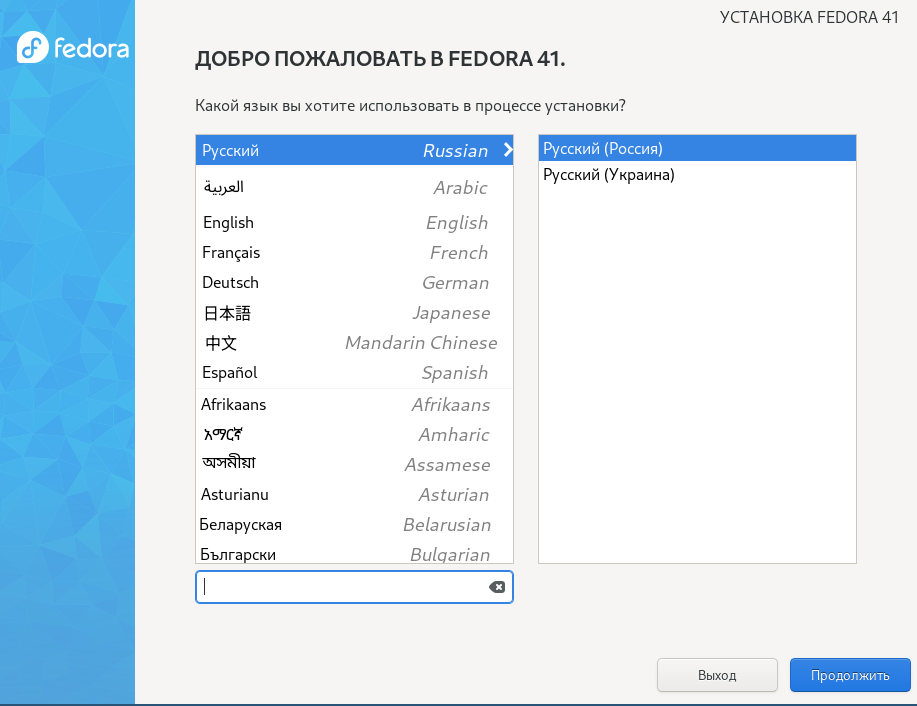 fedora
УСТАНОВКА FEDORA 41
ДОБРО ПОЖАЛОВАТЬ В FEDORA 41.
Какой язык вы хотите использовать в процессе установки?
Русский Russian
العربية Arabic
English English
Français French
Deutsch German
日本語 Japanese
中文 Mandarin Chinese
Español Spanish
Afrikaans Afrikaans
አማርኛ Amharic
অসমীয়া Assamese
Asturianu Asturian
Беларуская Belarusian
Български Bulgarian
Русский (Россия)
Русский (Украина)
Выход
Продолжить